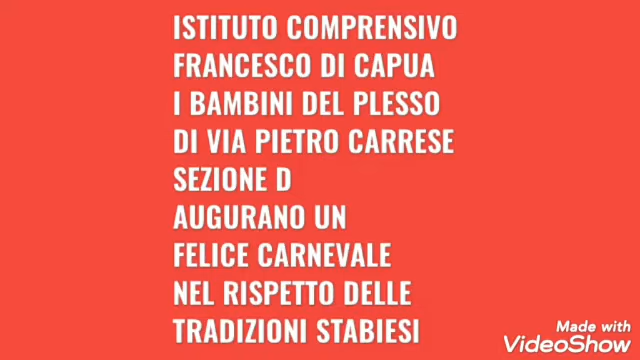 ISTITUTO COMPRENSIVO
FRANCESCO DI CAPUA
I BAMBINI DEL PLESSO
DI VIA PIETRO CARRESE
SEZIONE D
AUGURANO UN
FELICE CARNEVALE
NEL RISPETTO DELLE
TRADIZIONI STABIESI
Made with
VideoShow